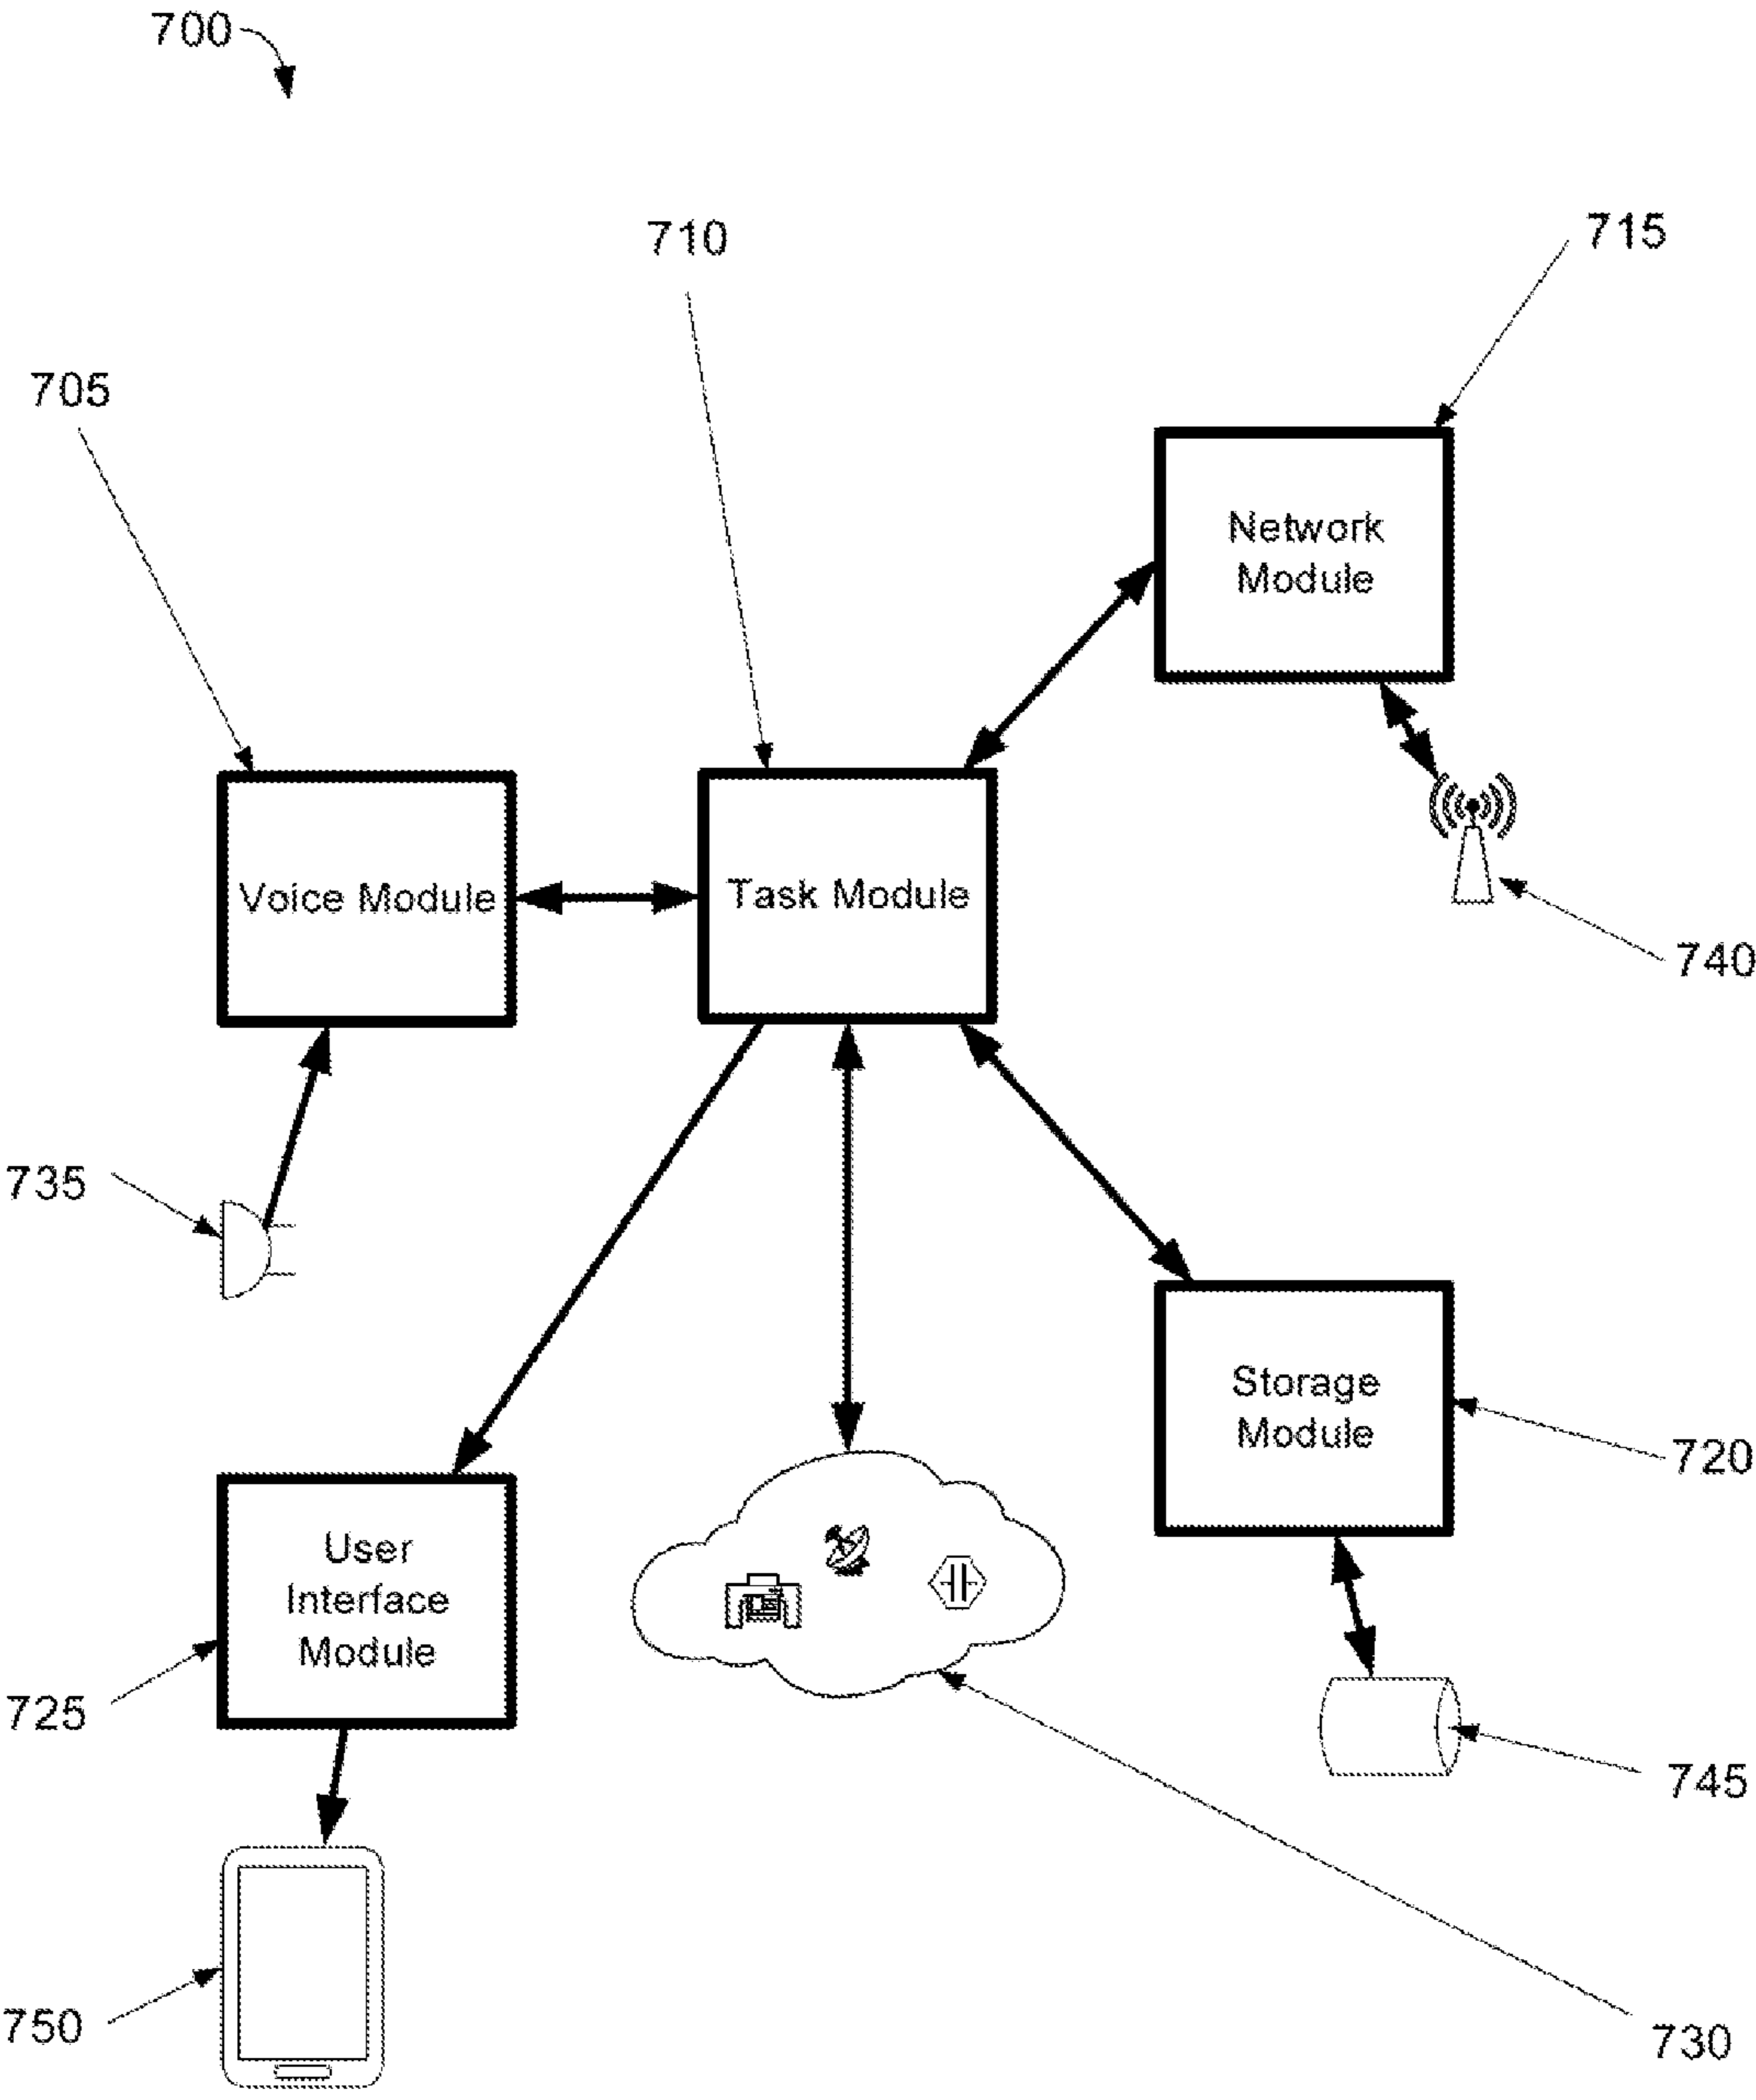 700
710
715
705
Network
Module
Voice Module
Task Module
740
735
Storage
Module
720
User
Interface
Module
725
745
750
730